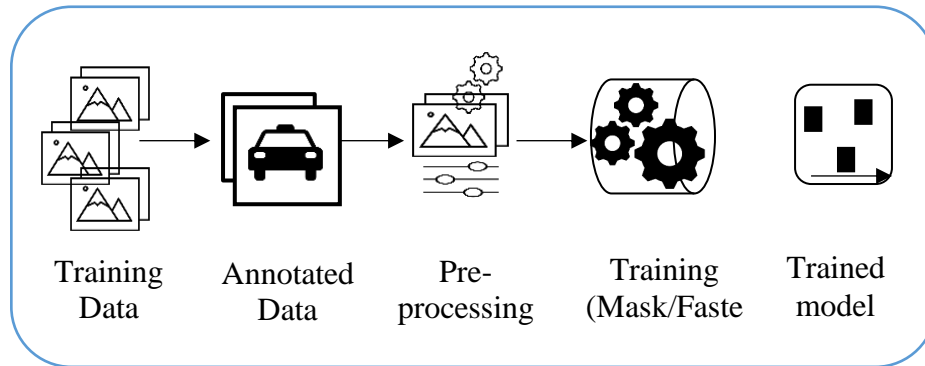 Training
Data
Annotated
Data
Pre-
processing
Training
(Mask/Faste
Trained
model